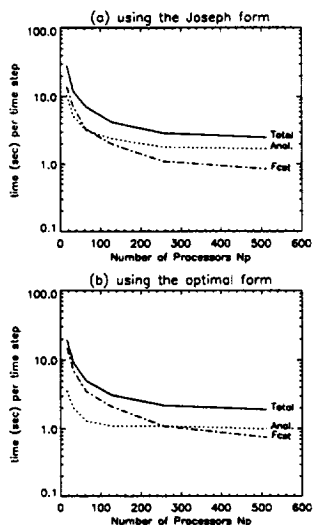 (a) using the Joseph form
100.0
10.0
1.0
0.1
time (sec) per time step
Total
Anal.
Fcst
0 100 200 300 400 500 600
Number of Processors Np
(b) using the optimal form
100.0
10.0
1.0
0.1
time (sec) per time step
Total
Anal.
Fcst
0 100 200 300 400 500 600
Number of Processors Np